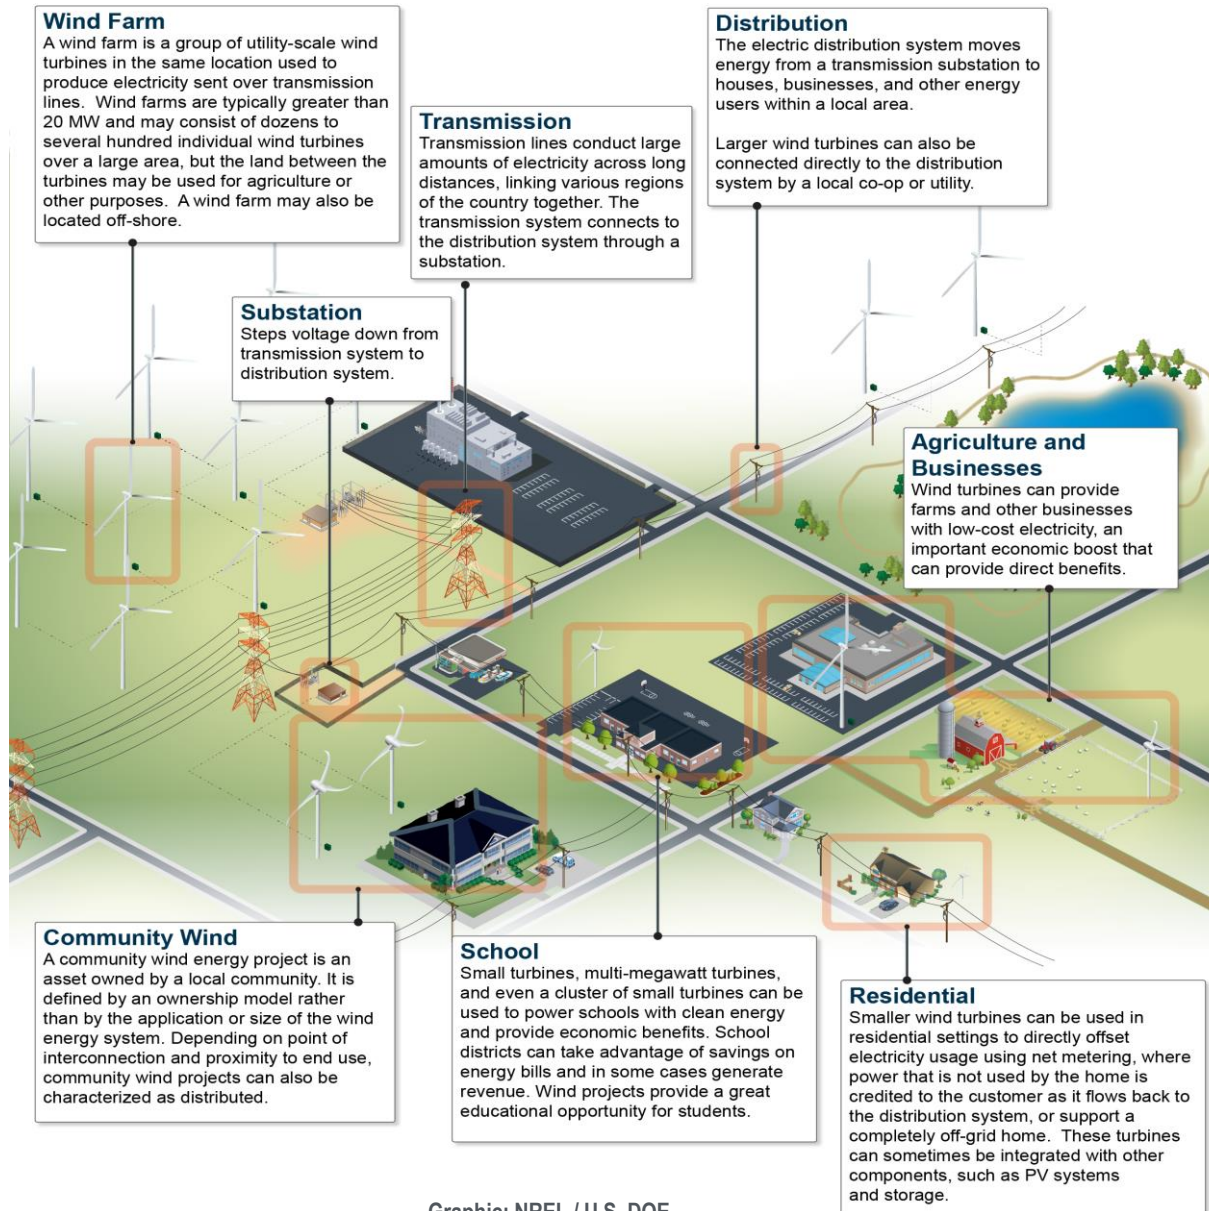 Wind Farm
A wind farm is a group of utility-scale wind
turbines in the same location used to
produce electricity sent over transmission
lines.  Wind farms are typically greater than
20 MW and may consist of dozens to
several hundred individual wind turbines
over a large area, but the land between the
turbines may be used for agriculture or
other purposes.  A wind farm may also be
located off-shore.
Transmission
Transmission lines conduct large
amounts of electricity across long
distances, linking various regions
of the country together. The
transmission system connects to
the distribution system through a
substation.
Distribution
The electric distribution system moves
energy from a transmission substation to
houses, businesses, and other energy
users within a local area.
Larger wind turbines can also be
connected directly to the distribution
system by a local co-op or utility.
Substation
Steps voltage down from
transmission system to
distribution system.
Agriculture and
Businesses
Wind turbines can provide
farms and other businesses
with low-cost electricity, an
important economic boost that
can provide direct benefits.
Community Wind
A community wind energy project is an
asset owned by a local community. It is
defined by an ownership model rather
than by the application or size of the wind
energy system. Depending on point of
interconnection and proximity to end use,
community wind projects can also be
characterized as distributed.
School
Small turbines, multi-megawatt turbines,
and even a cluster of small turbines can be
used to power schools with clean energy
and provide economic benefits. School
districts can take advantage of savings on
energy bills and in some cases generate
revenue. Wind projects provide a great
educational opportunity for students.
Residential
Smaller wind turbines can be used in
residential settings to directly offset
electricity usage using net metering, where
power that is not used by the home is
credited to the customer as it flows back to
the distribution system, or support a
completely off-grid home.  These turbines
can sometimes be integrated with other
components, such as PV systems
and storage.
Graphic: NREL / U.S. DOE